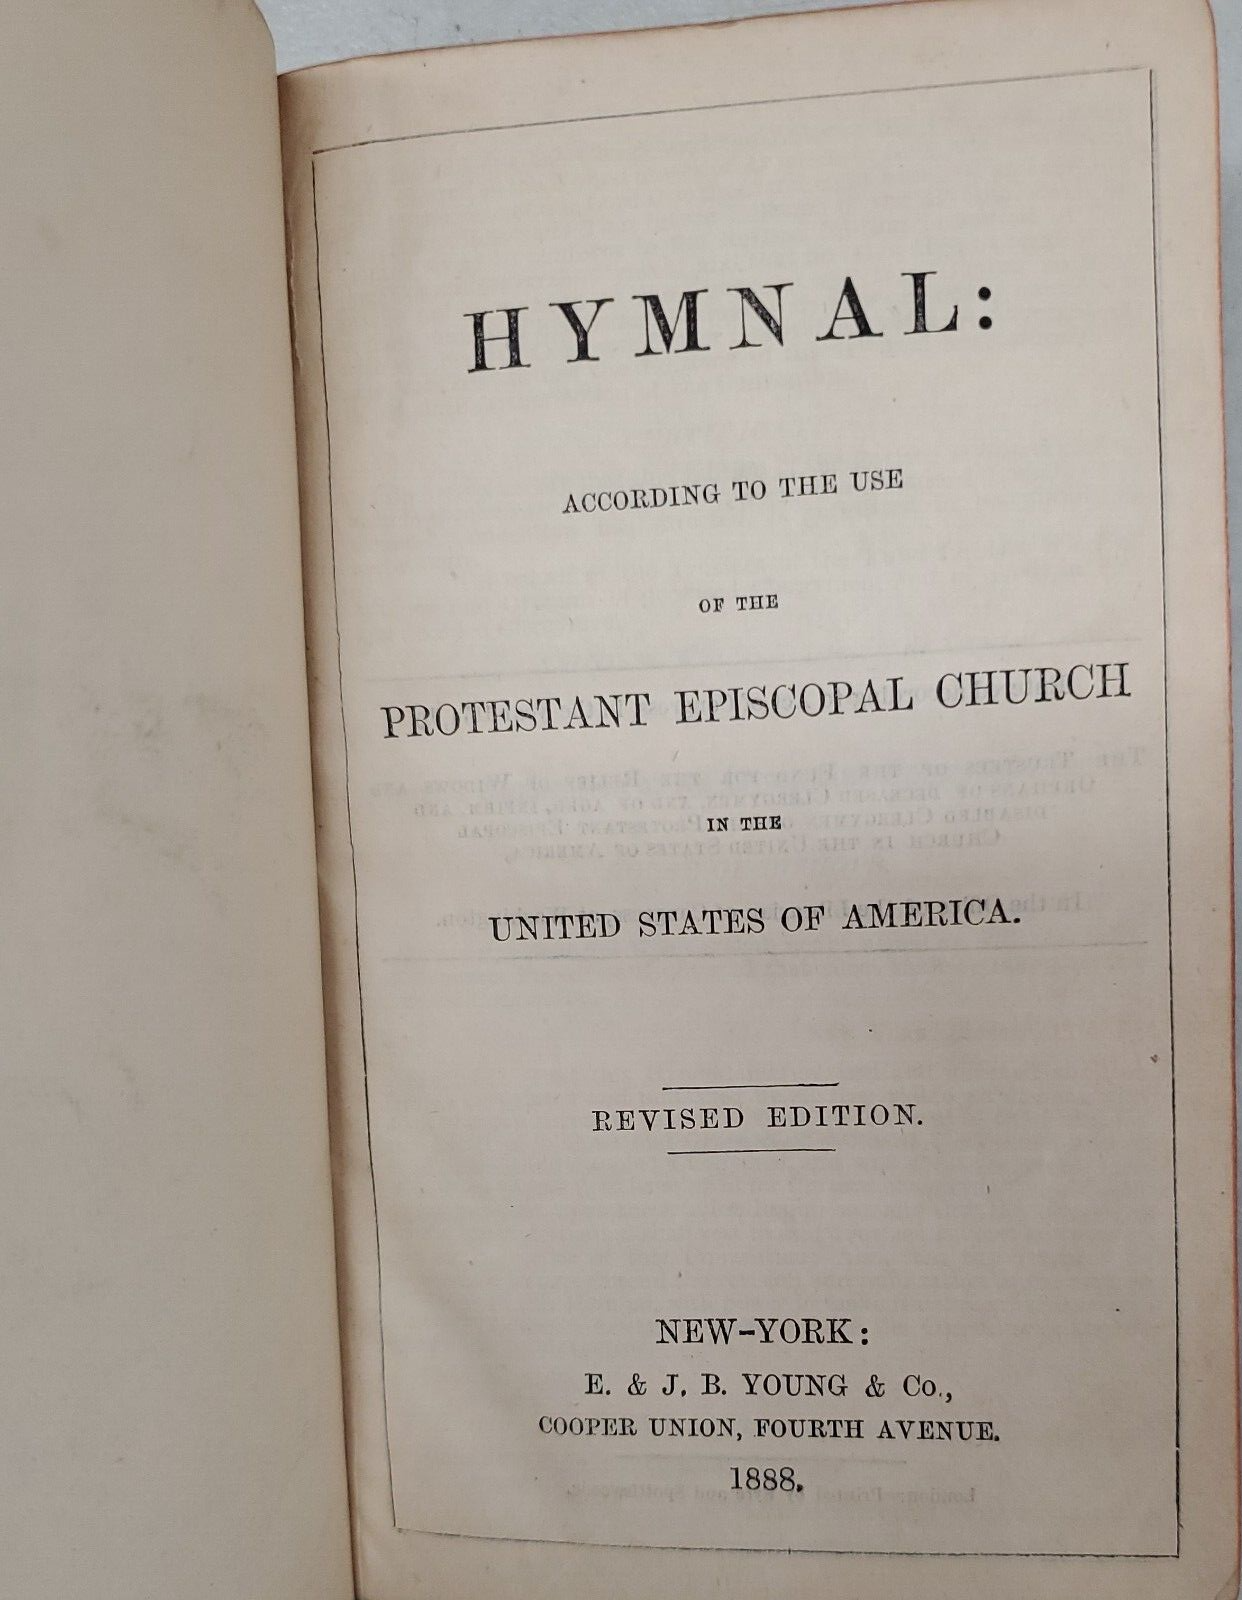 HYMNAL:
ACCORDING TO THE USE
OF THE
PROTESTANT EPISCOPAL CHURCH
IN THE
UNITED STATES OF AMERICA.
REVISED EDITION.
NEW-YORK:
E. & J. B. YOUNG & Co.,
COOPER UNION, FOURTH AVENUE.
1888.